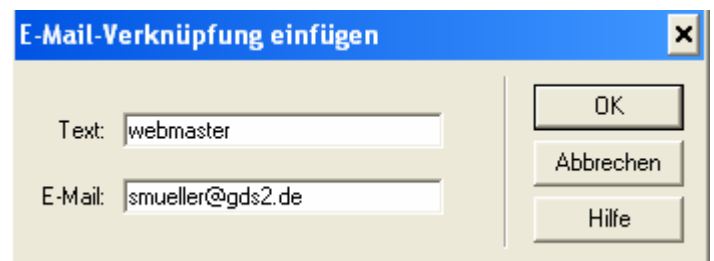 E-Mail-Verknüpfung einfügen
Text: webmaster
E-Mail: smueller@gds2.de
OK
Abbrechen
Hilfe